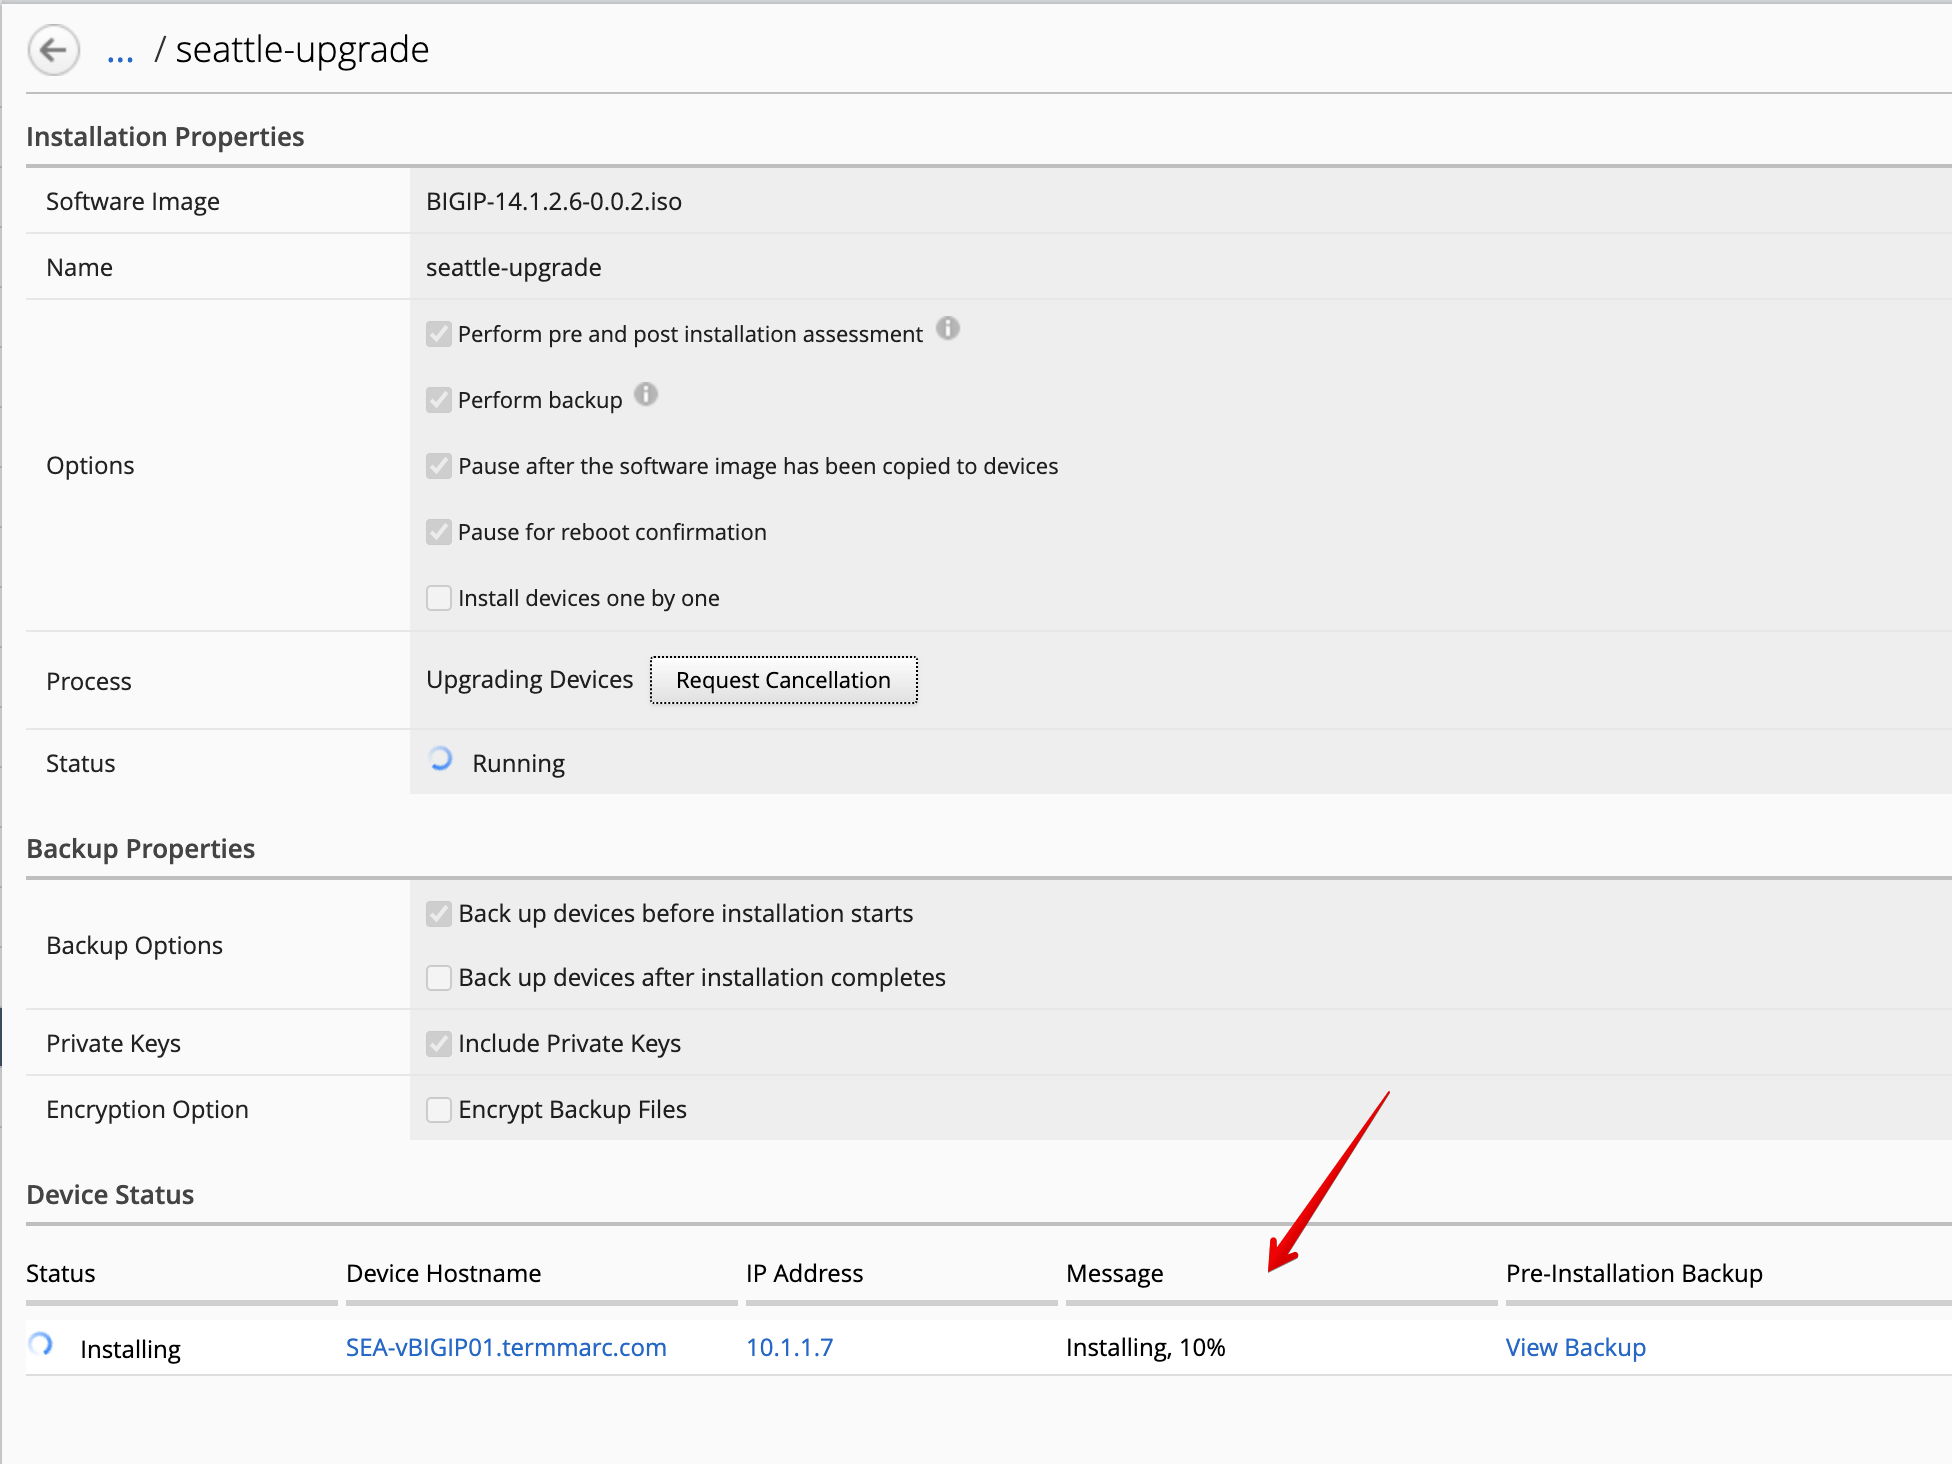 ... / seattle-upgrade
Installation Properties
Software Image BIGIP-14.1.2.6-0.0.2.iso
Name seattle-upgrade
Options
Perform pre and post installation assessment
Perform backup
Pause after the software image has been copied to devices
Pause for reboot confirmation
Install devices one by one
Process Upgrading Devices Request Cancellation
Status Running
Backup Properties
Backup Options
Back up devices before installation starts
Back up devices after installation completes
Private Keys Include Private Keys
Encryption Option Encrypt Backup Files
Device Status
Status Device Hostname IP Address Message Pre-Installation Backup
Installing SEA-vBIGIP01.termmarc.com 10.1.1.7 Installing, 10% View Backup